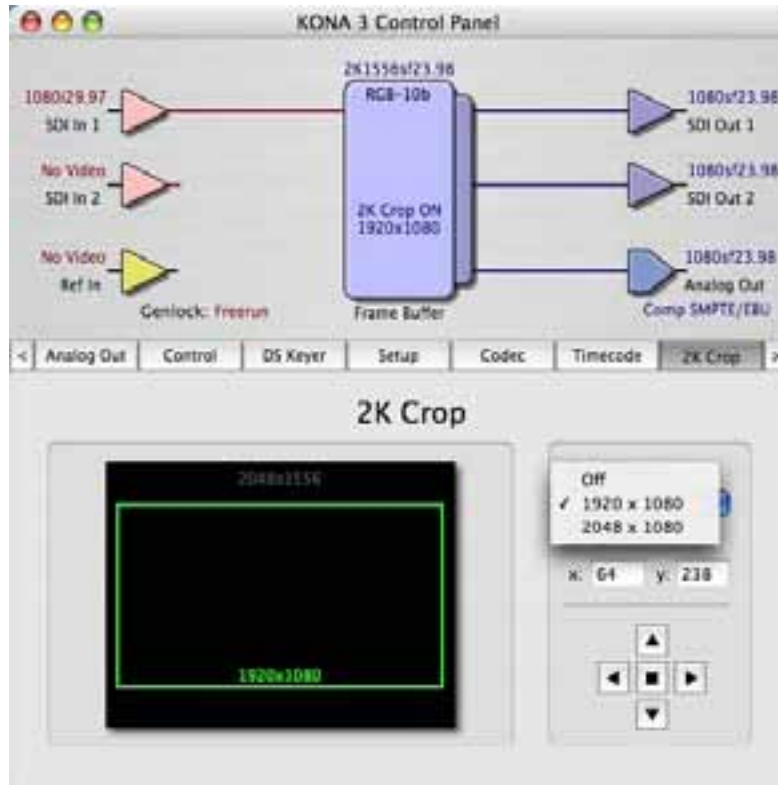 KONA 3 Control Panel
2K1556sf23.98
RGB-10b
1080i29.97
SDI In 1
1080sf23.98
SDI Out 1
No Video
SDI In 2
2K Crop ON
1920x1080
1080sf23.98
SDI Out 2
No Video
Ref In
1080sf23.98
Analog Out
Genlock: Freerun
Frame Buffer
Comp SMPTE/EBU
< Analog Out Control DS Keyer Setup Codec Timecode 2K Crop >
2K Crop
2048x1556
1920x1080
Off
✓ 1920 x 1080
2048 x 1080
x: 64 y: 238